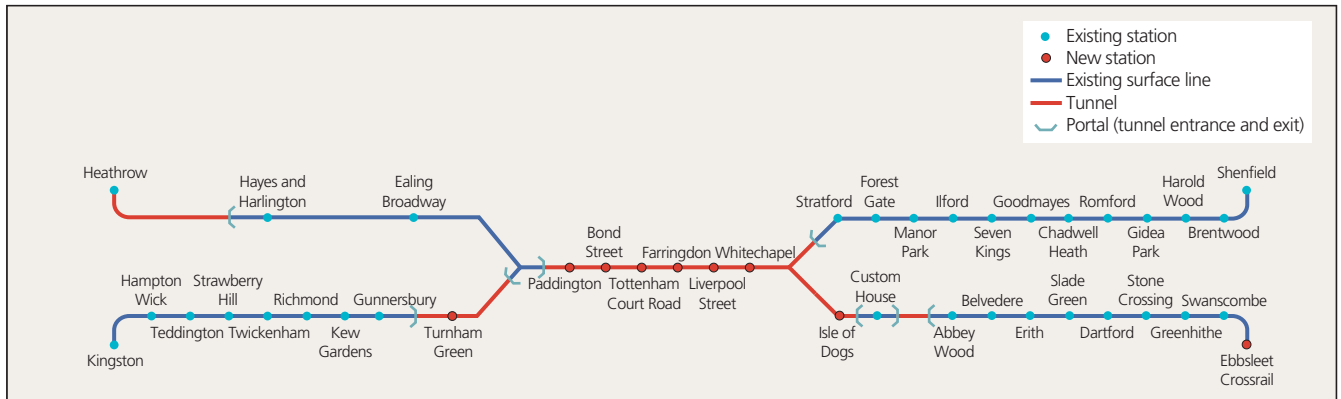 Existing station
New station
Existing surface line
Tunnel
Portal (tunnel entrance and exit)
Heathrow
Hayes and
Harlington
Ealing
Broadway
Hampton
Wick
Strawberry
Hill
Richmond
Gunnersbury
Kingston
Teddington
Twickenham
Kew
Gardens
Turnham
Green
Paddington
Bond
Street
Tottenham
Court Road
Farringdon
Liverpool
Street
Whitechapel
Stratford
Forest
Gate
Manor
Park
Ilford
Seven
Kings
Goodmayes
Chadwell
Heath
Romford
Gidea
Park
Harold
Wood
Brentwood
Shenfield
Isle of
Dogs
Custom
House
Abbey
Wood
Belvedere
Erith
Slade
Green
Dartford
Stone
Crossing
Greenhithe
Swanscombe
Ebbsleet
Crossrail